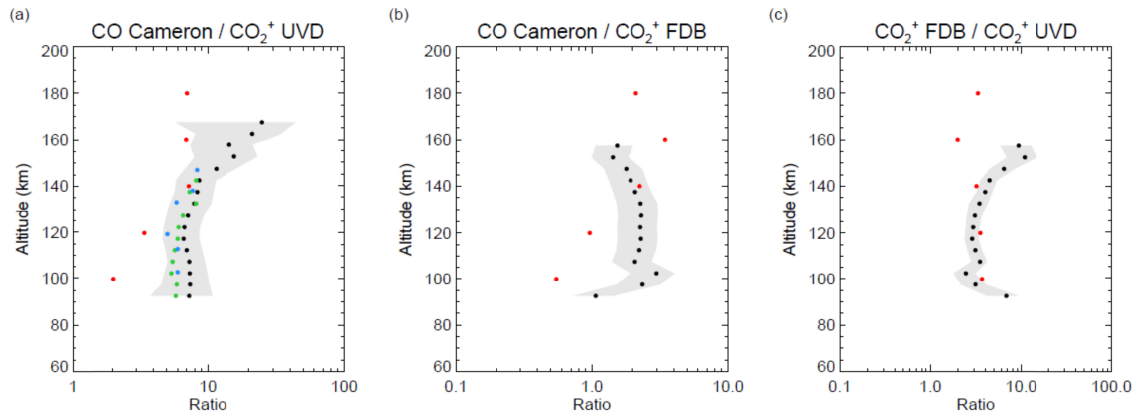 (a)
CO Cameron / CO₂⁺ UVD
200
180
160
140
120
100
80
60
Altitude (km)
1
10
100
Ratio
(b)
CO Cameron / CO₂⁺ FDB
200
180
160
140
120
100
80
60
Altitude (km)
0.1
1.0
10.0
Ratio
(c)
CO₂⁺ FDB / CO₂⁺ UVD
200
180
160
140
120
100
80
60
Altitude (km)
0.1
1.0
10.0
100.0
Ratio